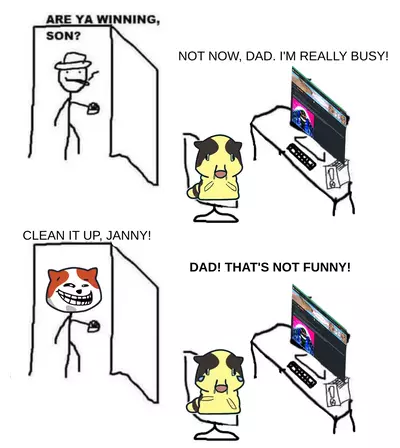 ARE YA WINNING,
SON?
NOT NOW, DAD. I'M REALLY BUSY!
CLEAN IT UP, JANNY!
DAD! THAT'S NOT FUNNY!